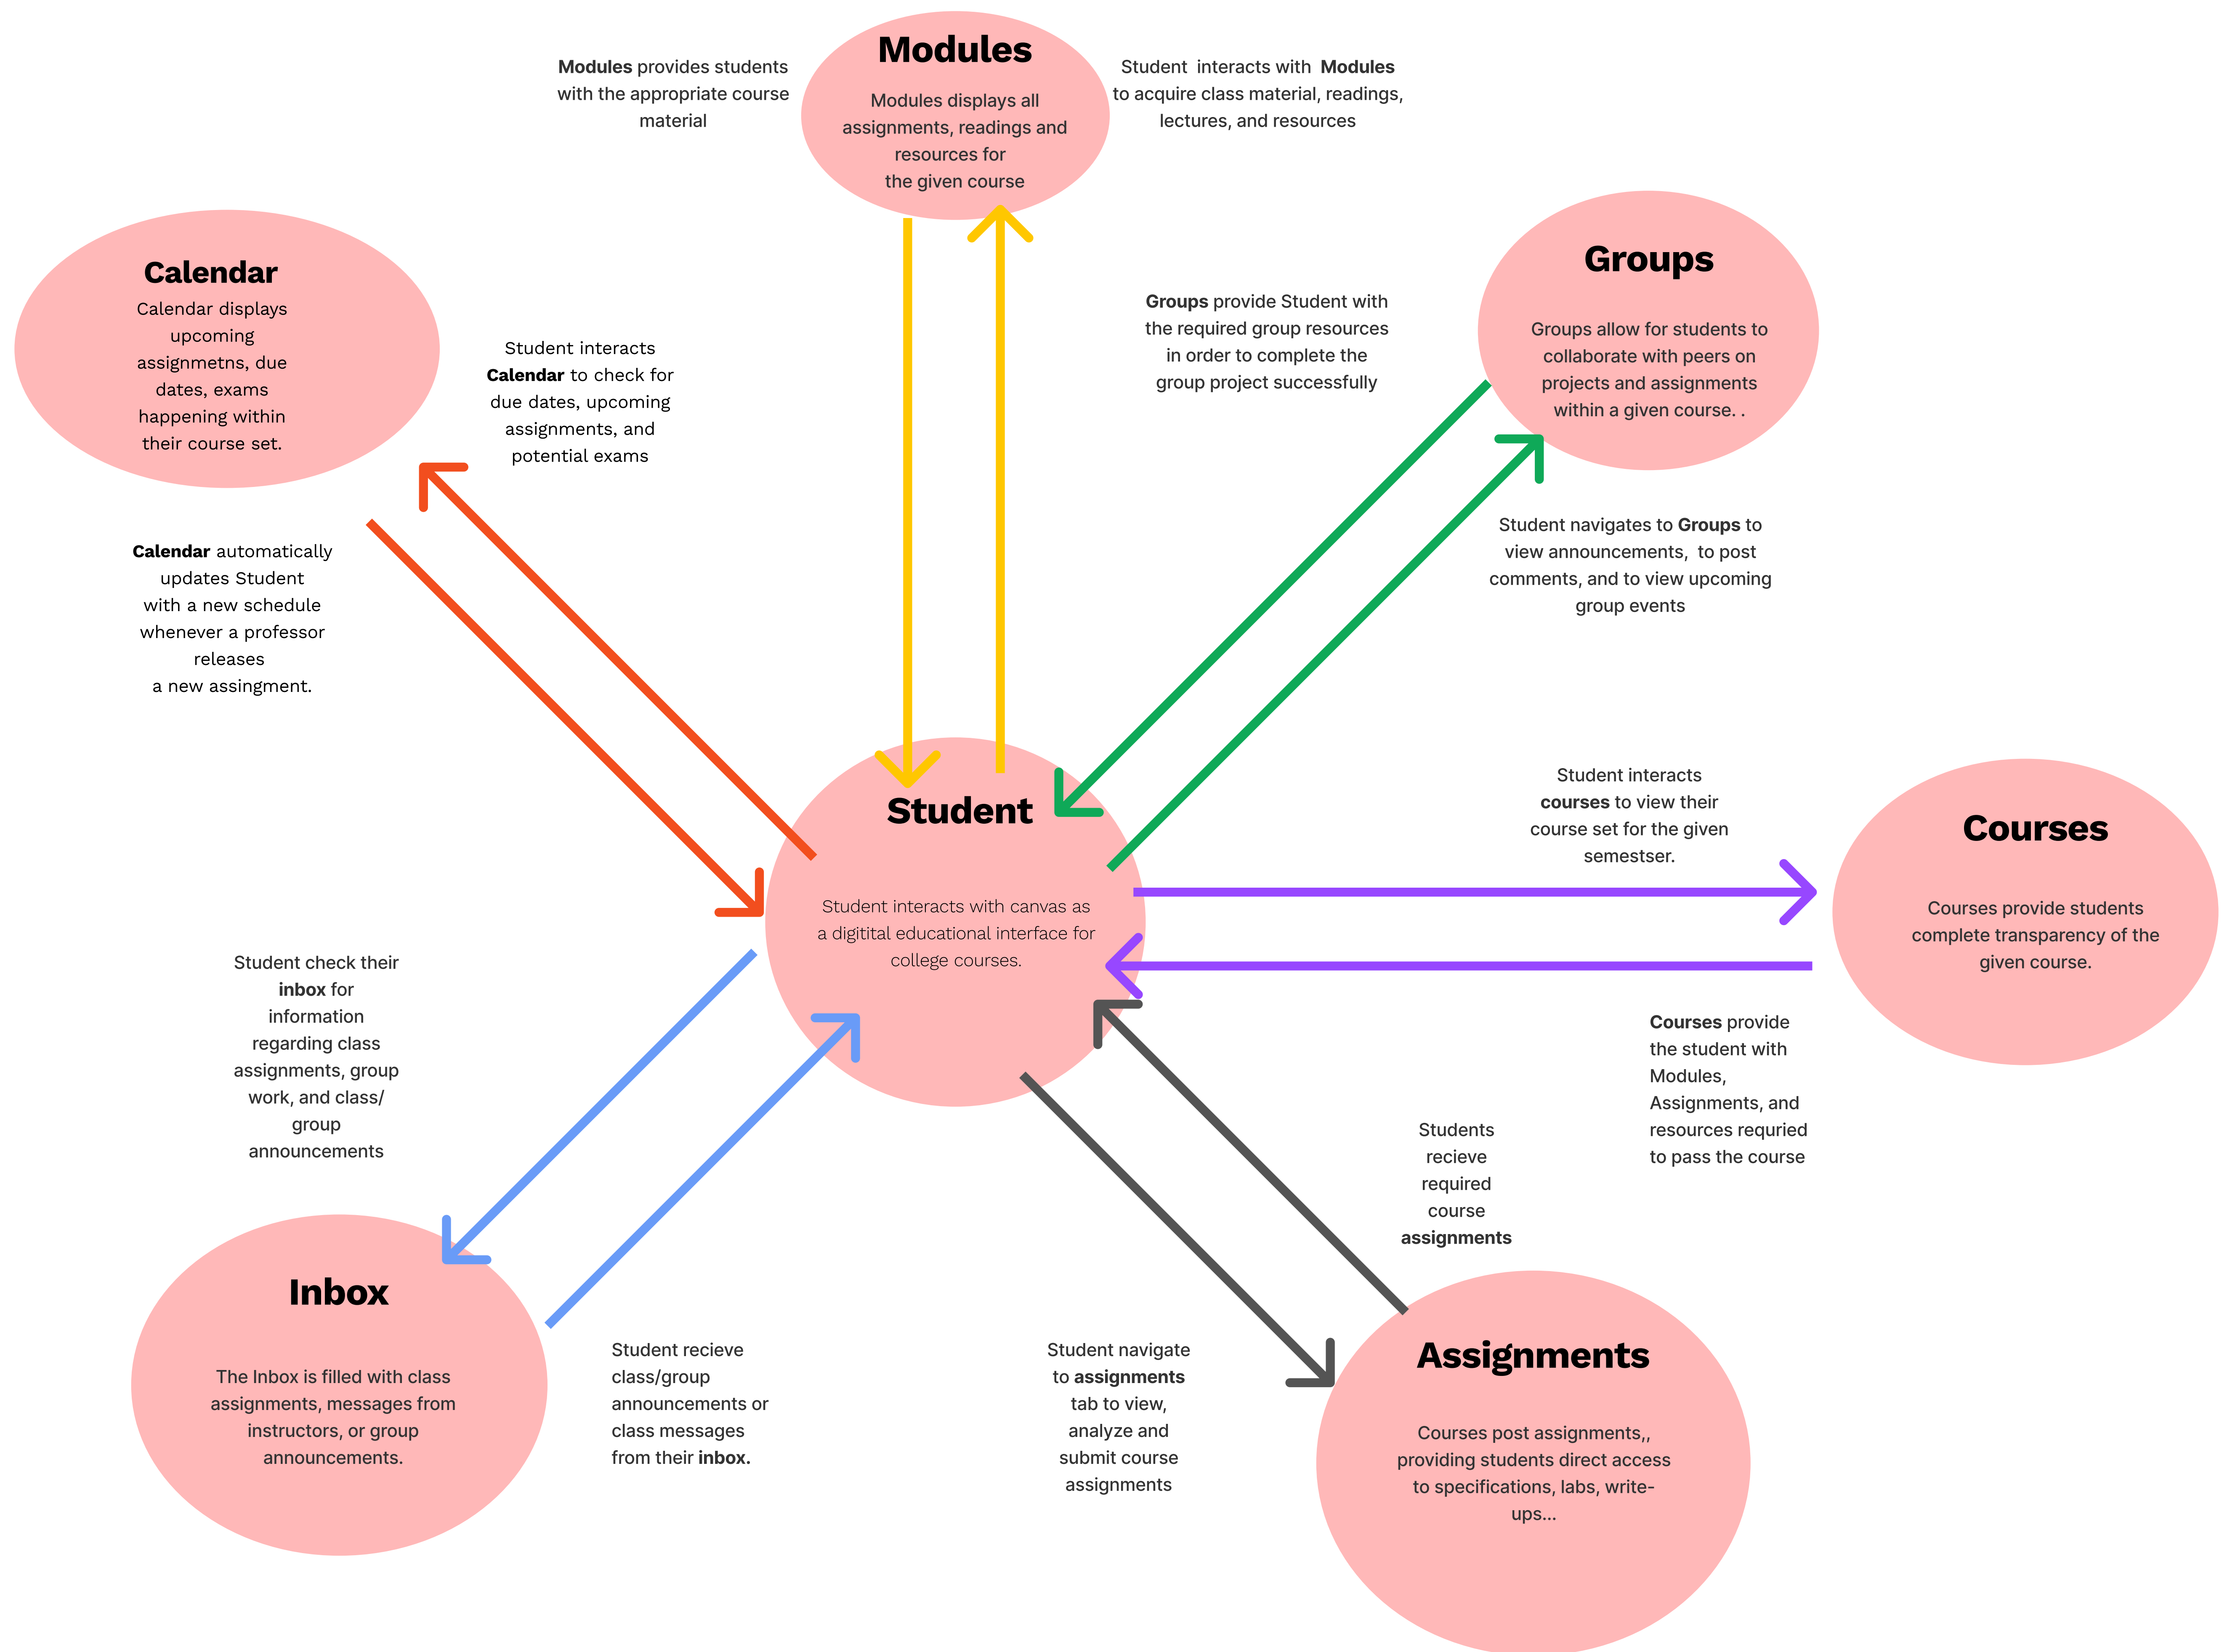 Modules
Modules displays all
assignments, readings and
resources for
the given course
Modules provides students
with the appropriate course
material
Student interacts with Modules
to acquire class material, readings,
lectures, and resources
Calendar
Calendar displays
upcoming
assignmetns, due
dates, exams
happening within
their course set.
Student interacts
Calendar to check for
due dates, upcoming
assignments, and
potential exams
Calendar automatically
updates Student
with a new schedule
whenever a professor
releases
a new assingment.
Groups provide Student with
the required group resources
in order to complete the
group project successfully
Groups
Groups allow for students to
collaborate with peers on
projects and assignments
within a given course. .
Student navigates to Groups to
view announcements, to post
comments, and to view upcoming
group events
Student
Student interacts with canvas as
a digitital educational interface for
college courses.
Student interacts
courses to view their
course set for the given
semestser.
Courses
Courses provide students
complete transparency of the
given course.
Courses provide
the student with
Modules,
Assignments, and
resources requried
to pass the course
Student check their
inbox for
information
regarding class
assignments, group
work, and class/
group
announcements
Inbox
The Inbox is filled with class
assignments, messages from
instructors, or group
announcements.
Student recieve
class/group
announcements or
class messages
from their inbox.
Student navigate
to assignments
tab to view,
analyze and
submit course
assignments
Students
recieve
required
course
assignments
Assignments
Courses post assignments,,
providing students direct access
to specifications, labs, write-
ups...